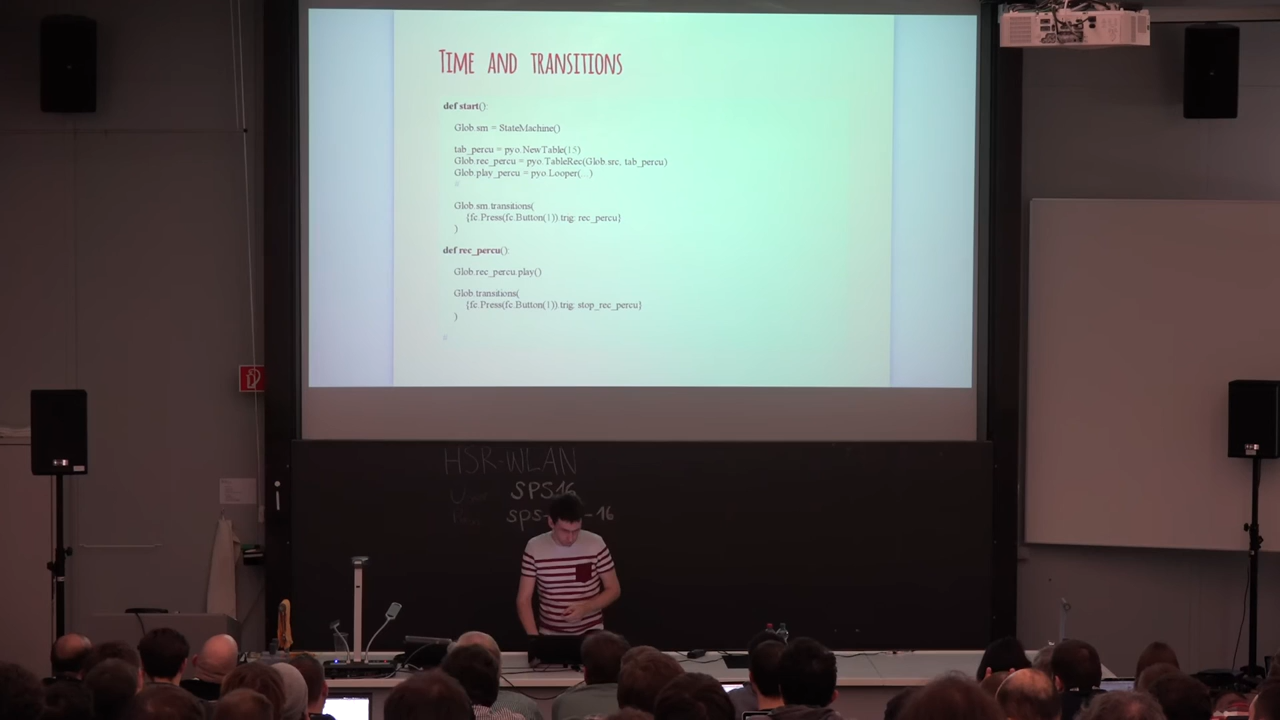 TIME AND TRANSITIONS
def start():
Glob.sm = StateMachine()
tab_percu = pyo.NewTable(15)
Glob.rec_percu = pyo.TableRec(Glob.src, tab_percu)
Glob.play_percu = pyo.Looper(...)
Glob.sm.transitions(
{fc.Press(fc.Button(1)).trig: rec_percu}
)
def rec_percu():
Glob.rec_percu.play()
Glob.transitions(
{fc.Press(fc.Button(1)).trig: stop_rec_percu}
)
HSR-WLAN
SPS16